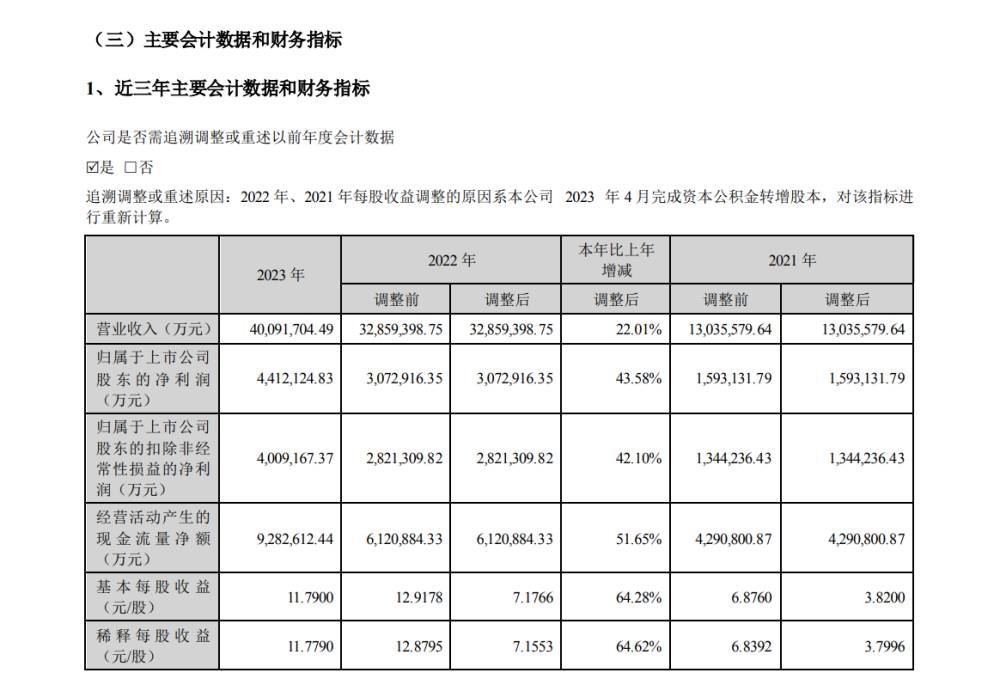 （三）主要会计数据和财务指标
1、近三年主要会计数据和财务指标
公司是否需追溯调整或重述以前年度会计数据
☑是 □否
追溯调整或重述原因：2022 年、2021 年每股收益调整的原因系本公司 2023 年 4 月完成资本公积金转增股本，对该指标进
行重新计算。
2023 年 2022 年 本年比上年增减 2021 年
调整前 调整后 调整后 调整前 调整后
营业收入（万元） 40,091,704.49 32,859,398.75 32,859,398.75 22.01% 13,035,579.64 13,035,579.64
归属于上市公司
股东的净利润
（万元） 4,412,124.83 3,072,916.35 3,072,916.35 43.58% 1,593,131.79 1,593,131.79
归属于上市公司
股东的扣除非经
常性损益的净利
润（万元） 4,009,167.37 2,821,309.82 2,821,309.82 42.10% 1,344,236.43 1,344,236.43
经营活动产生的
现金流量净额
（万元） 9,282,612.44 6,120,884.33 6,120,884.33 51.65% 4,290,800.87 4,290,800.87
基本每股收益
（元/股） 11.7900 12.9178 7.1766 64.28% 6.8760 3.8200
稀释每股收益
（元/股） 11.7790 12.8795 7.1553 64.62% 6.8392 3.7996